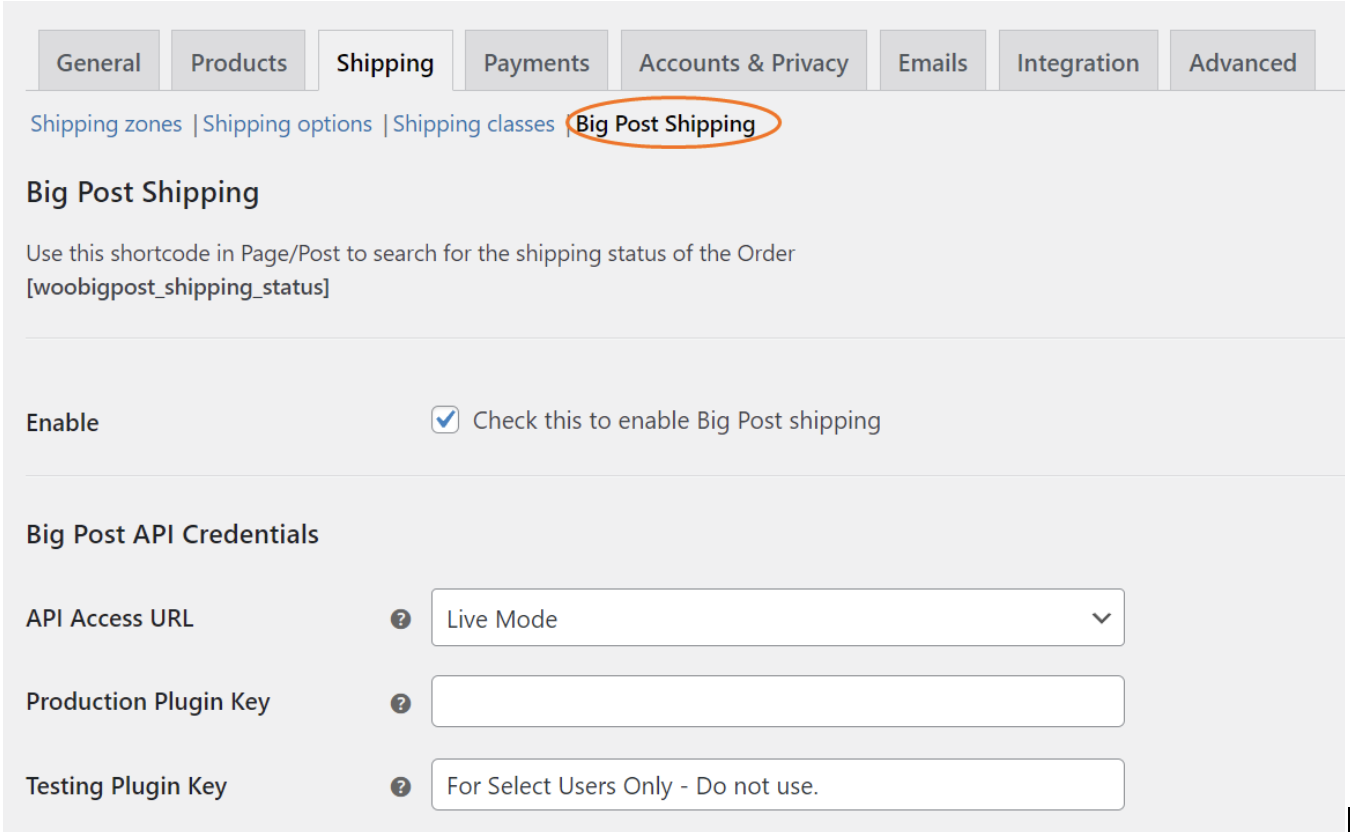 General Products Shipping Payments Accounts & Privacy Emails Integration Advanced
Shipping zones | Shipping options | Shipping classes | Big Post Shipping
Big Post Shipping
Use this shortcode in Page/Post to search for the shipping status of the Order
[woobigpost_shipping_status]
Enable Check this to enable Big Post shipping
Big Post API Credentials
API Access URL ? Live Mode
Production Plugin Key ?
Testing Plugin Key ? For Select Users Only - Do not use.